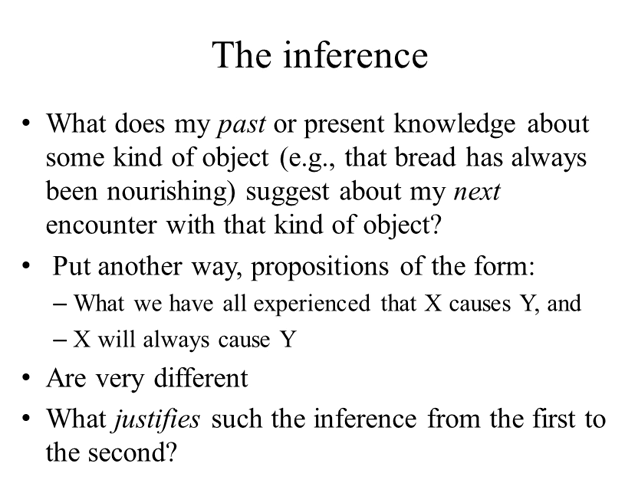 The inference
• What does my past or present knowledge about
some kind of object (e.g., that bread has always
been nourishing) suggest about my next
encounter with that kind of object?
• Put another way, propositions of the form:
– What we have all experienced that X causes Y, and
– X will always cause Y
• Are very different
• What justifies such the inference from the first to
the second?